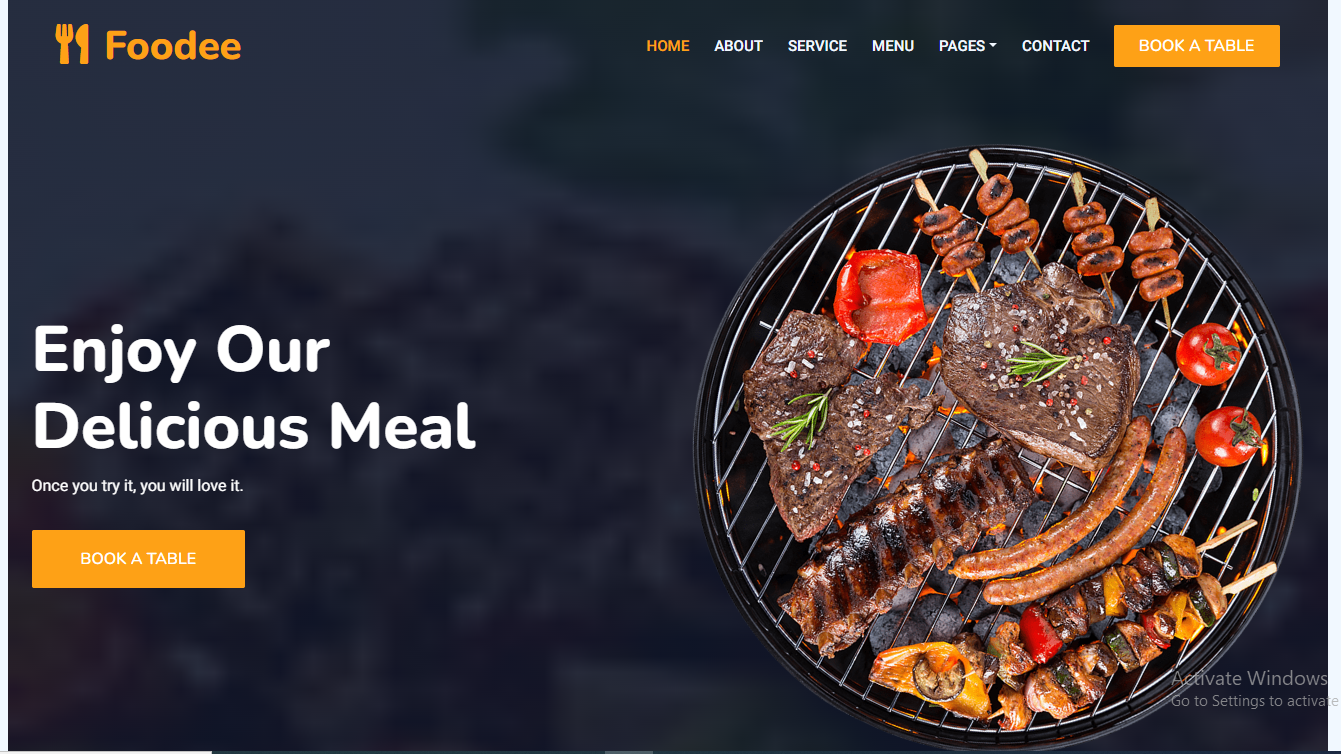 Foodee
HOME ABOUT SERVICE MENU PAGES CONTACT BOOK A TABLE
Enjoy Our
Delicious Meal
Once you try it, you will love it.
BOOK A TABLE
Activate Windows
Go to Settings to activate